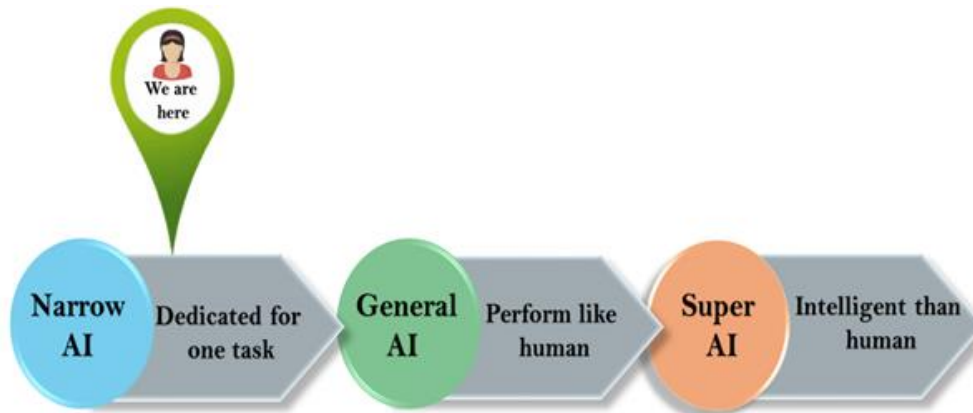 We are
here
Narrow
AI
Dedicated for
one task
General
AI
Perform like
human
Super
AI
Intelligent than
human